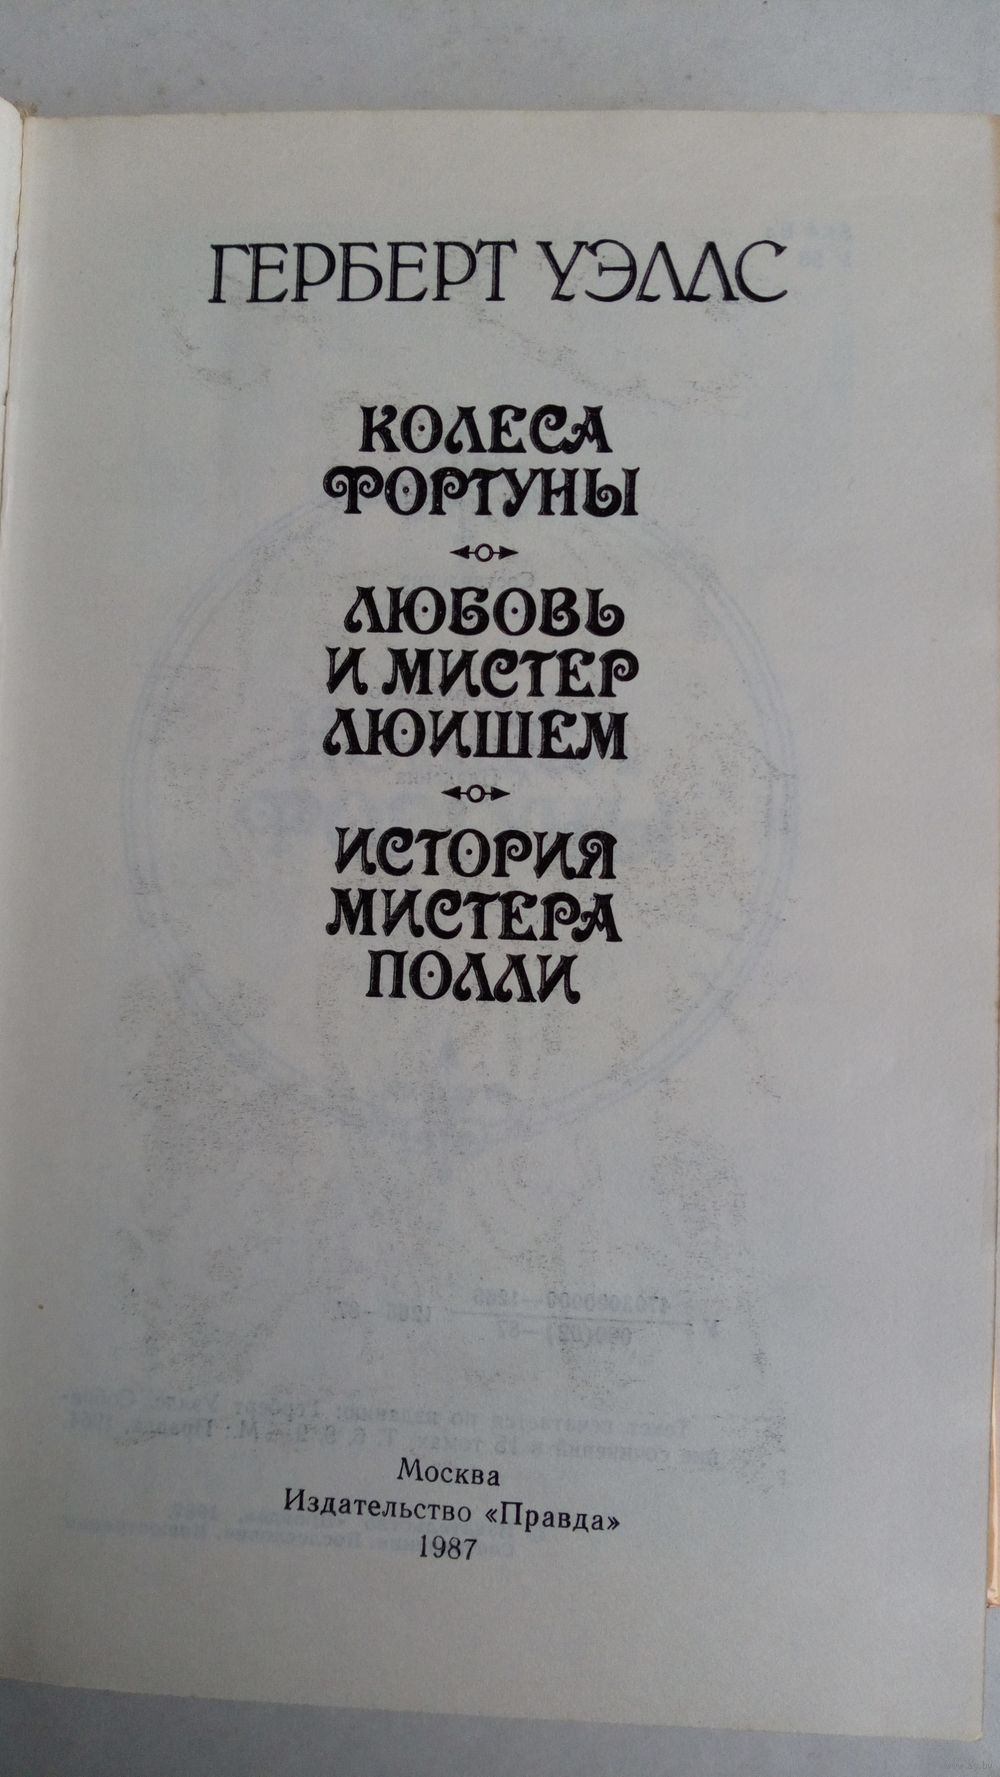 ГЕРБЕРТ УЭЛЛС
КОЛЕСА
ФОРТУНЫ
ЛЮБОВЬ
И МИСТЕР
ЛЮИШЕМ
ИСТОРИЯ
МИСТЕРА
ПОЛЛИ
Москва
Издательство «Правда»
1987